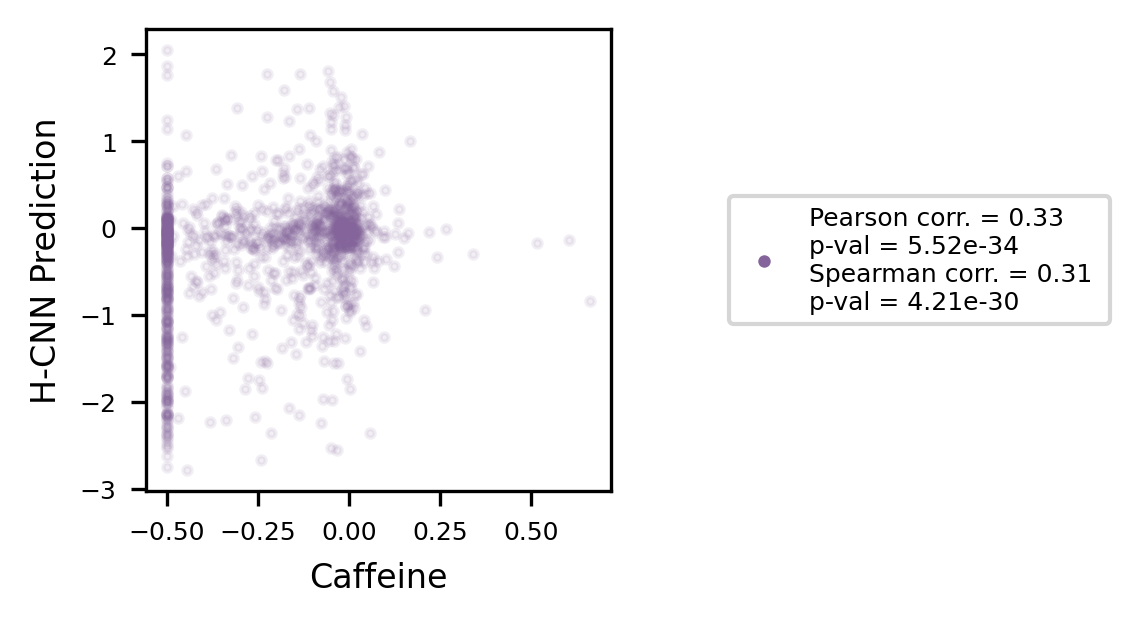 H-CNN Prediction
2
1
0
−1
−2
−3
−0.50 −0.25 0.00 0.25 0.50
Caffeine
Pearson corr. = 0.33
p-val = 5.52e-34
Spearman corr. = 0.31
p-val = 4.21e-30